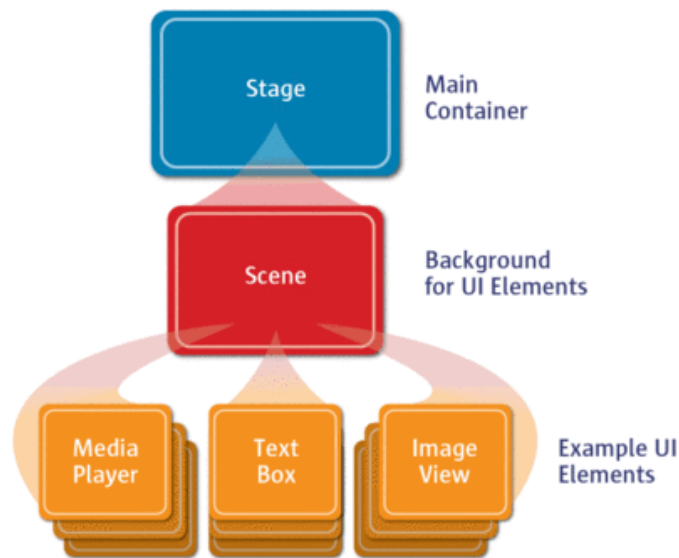 Stage
Main
Container
Scene
Background
for UI Elements
Media
Player
Text
Box
Image
View
Example UI
Elements